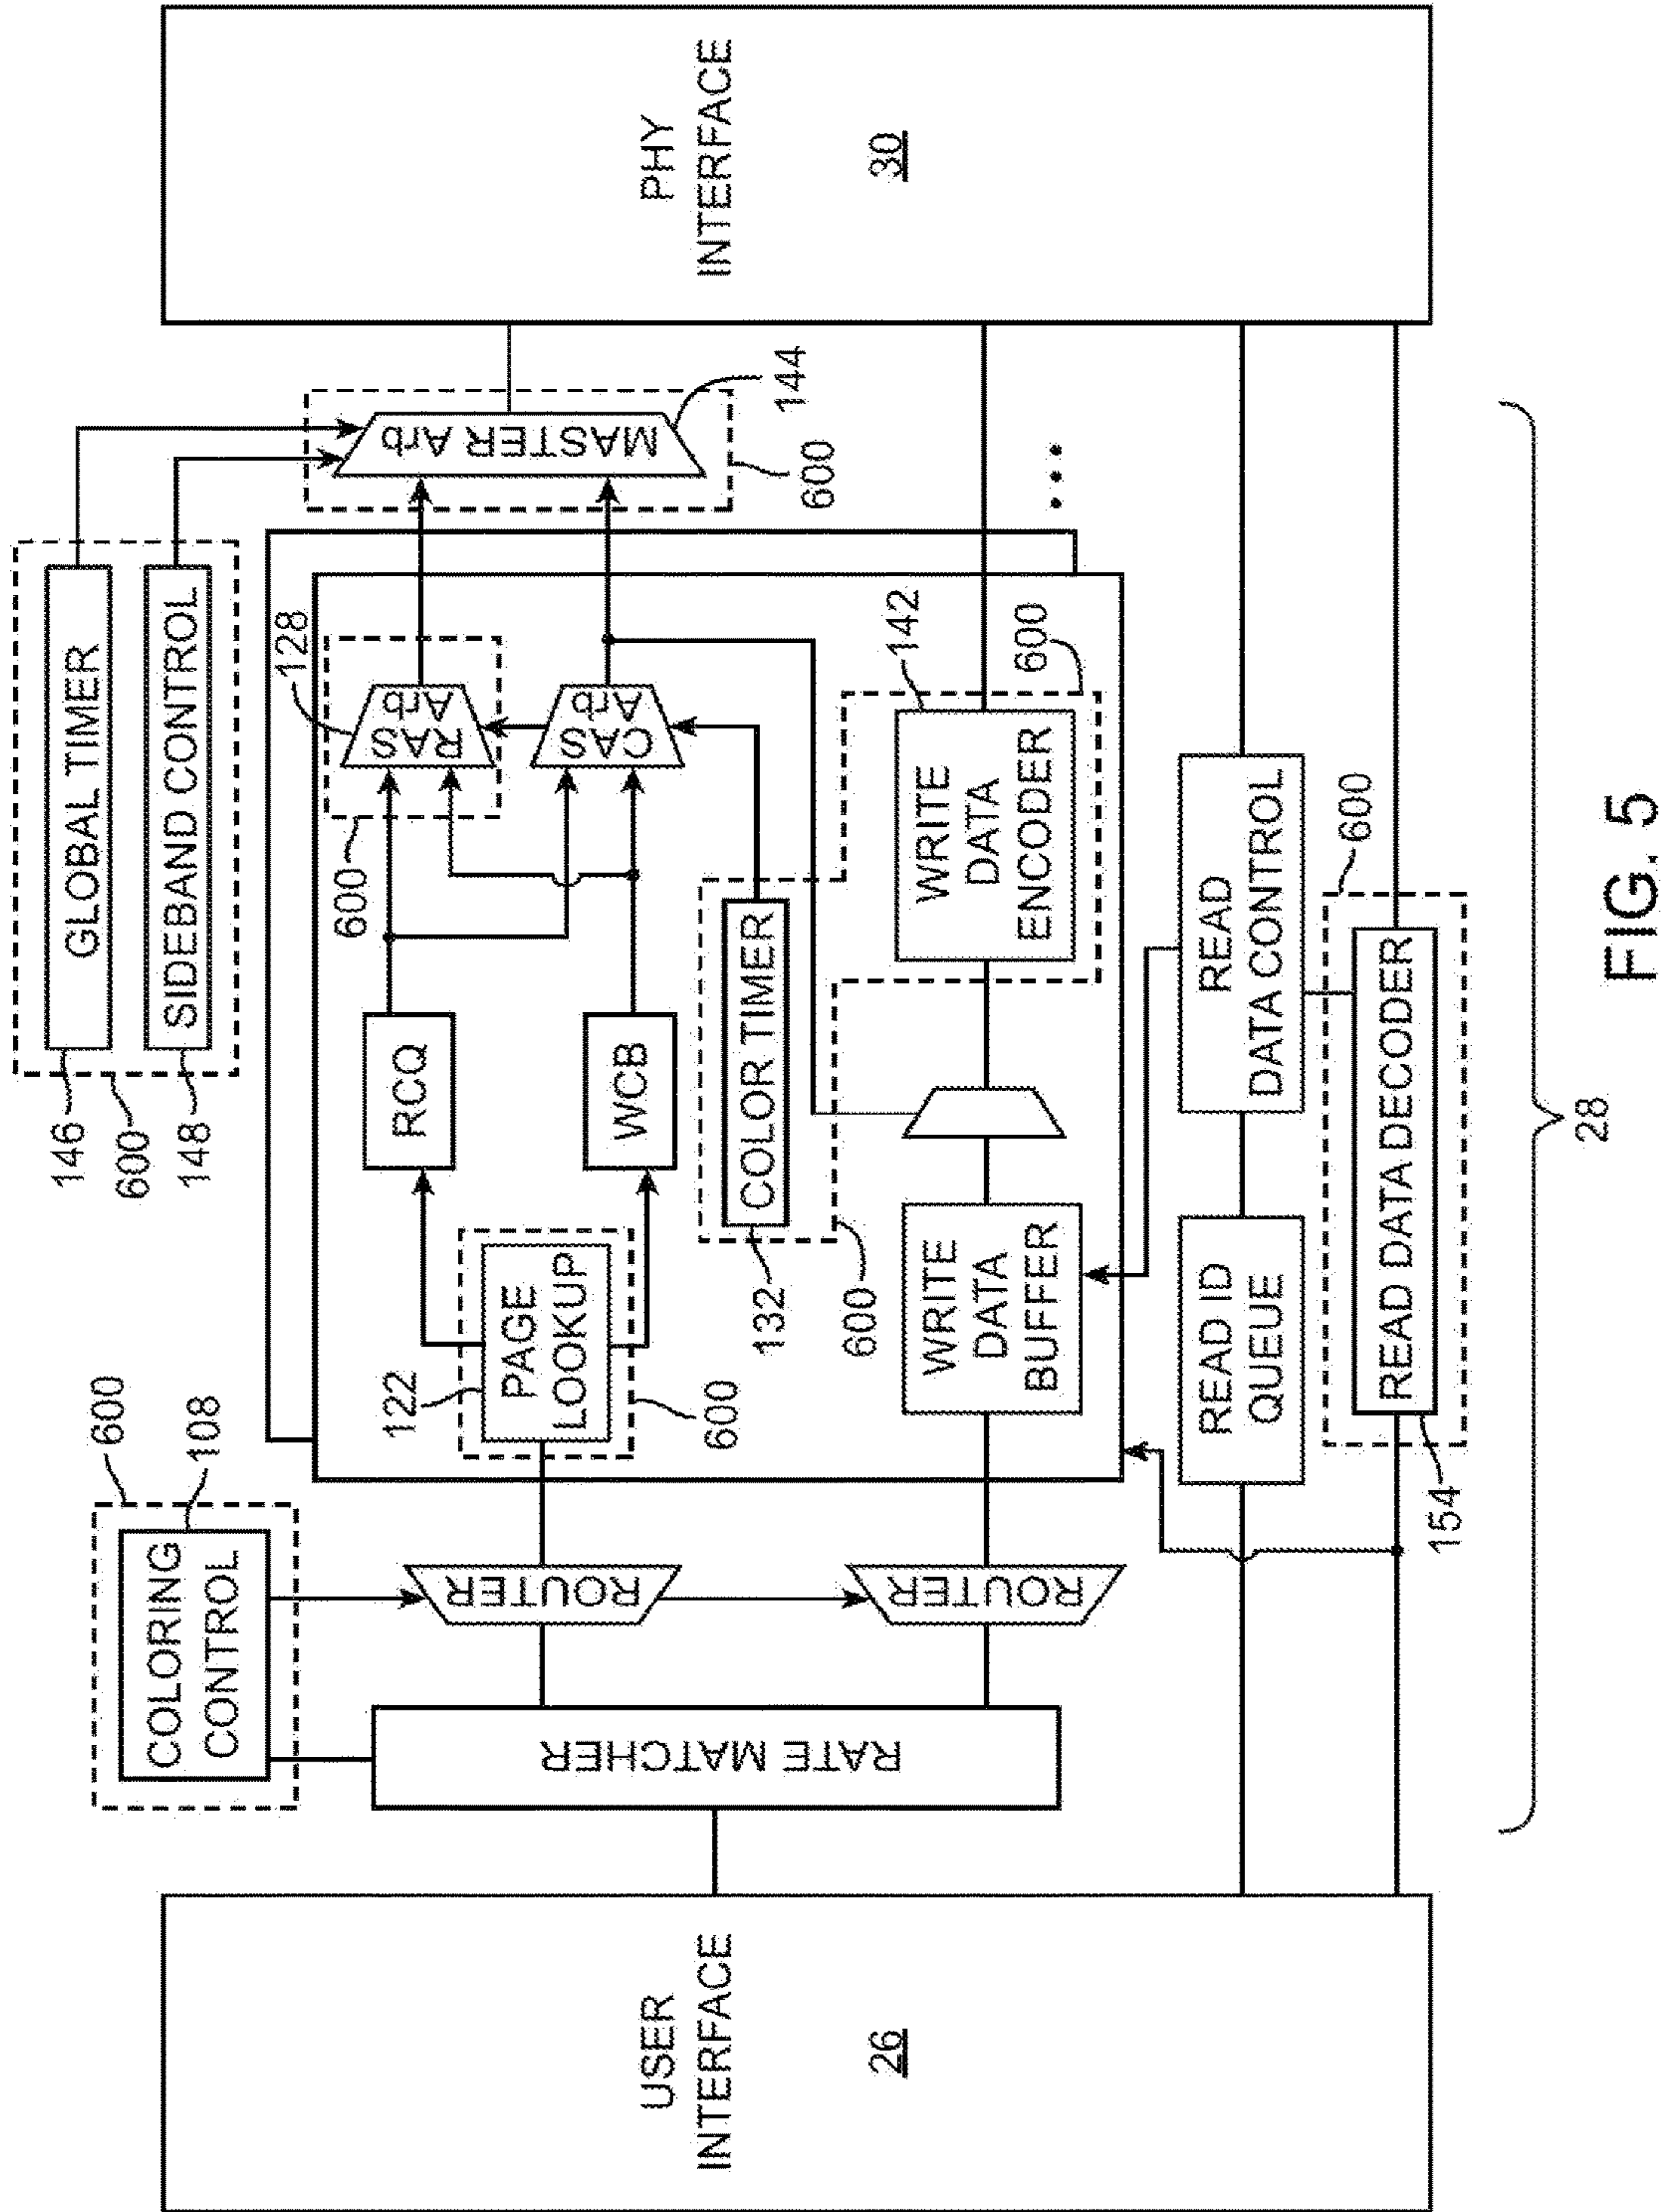 USER
INTERFACE
26
600
COLORING
CONTROL
108
RATE MATCHER
ROUTER
ROUTER
146
600
148
GLOBAL TIMER
SIDEBAND CONTROL
122
PAGE
LOOKUP
600
RCQ
WCB
600
128
RAS
Arb
CAS
Arb
132
COLOR TIMER
600
WRITE
DATA
BUFFER
142
WRITE
DATA
ENCODER
600
MASTER Arb
144
600
...
READ ID
QUEUE
READ
DATA CONTROL
600
READ DATA DECODER
154
PHY
INTERFACE
30
28
FIG. 5